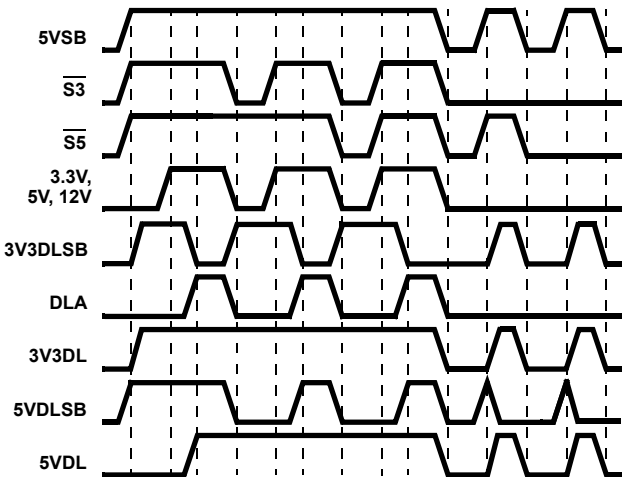 5VSB
S3
S5
3.3V,
5V, 12V
3V3DLSB
DLA
3V3DL
5VDLSB
5VDL